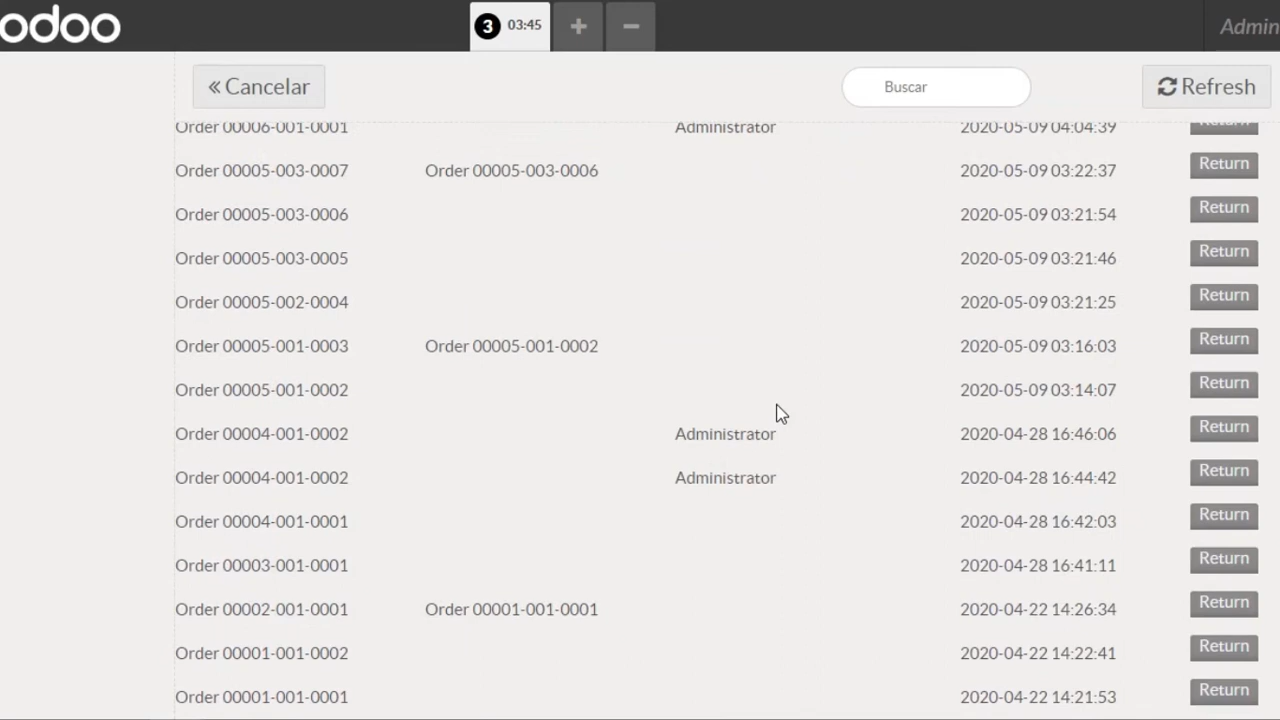 odoo
3 03:45 + −
Admin
« Cancelar
Buscar
Refresh
Order 00006-001-0001 Administrator 2020-05-09 04:04:39 Return
Order 00005-003-0007 Order 00005-003-0006 2020-05-09 03:22:37 Return
Order 00005-003-0006 2020-05-09 03:21:54 Return
Order 00005-003-0005 2020-05-09 03:21:46 Return
Order 00005-002-0004 2020-05-09 03:21:25 Return
Order 00005-001-0003 Order 00005-001-0002 2020-05-09 03:16:03 Return
Order 00005-001-0002 2020-05-09 03:14:07 Return
Order 00004-001-0002 Administrator 2020-04-28 16:46:06 Return
Order 00004-001-0002 Administrator 2020-04-28 16:44:42 Return
Order 00004-001-0001 2020-04-28 16:42:03 Return
Order 00003-001-0001 2020-04-28 16:41:11 Return
Order 00002-001-0001 Order 00001-001-0001 2020-04-22 14:26:34 Return
Order 00001-001-0002 2020-04-22 14:22:41 Return
Order 00001-001-0001 2020-04-22 14:21:53 Return